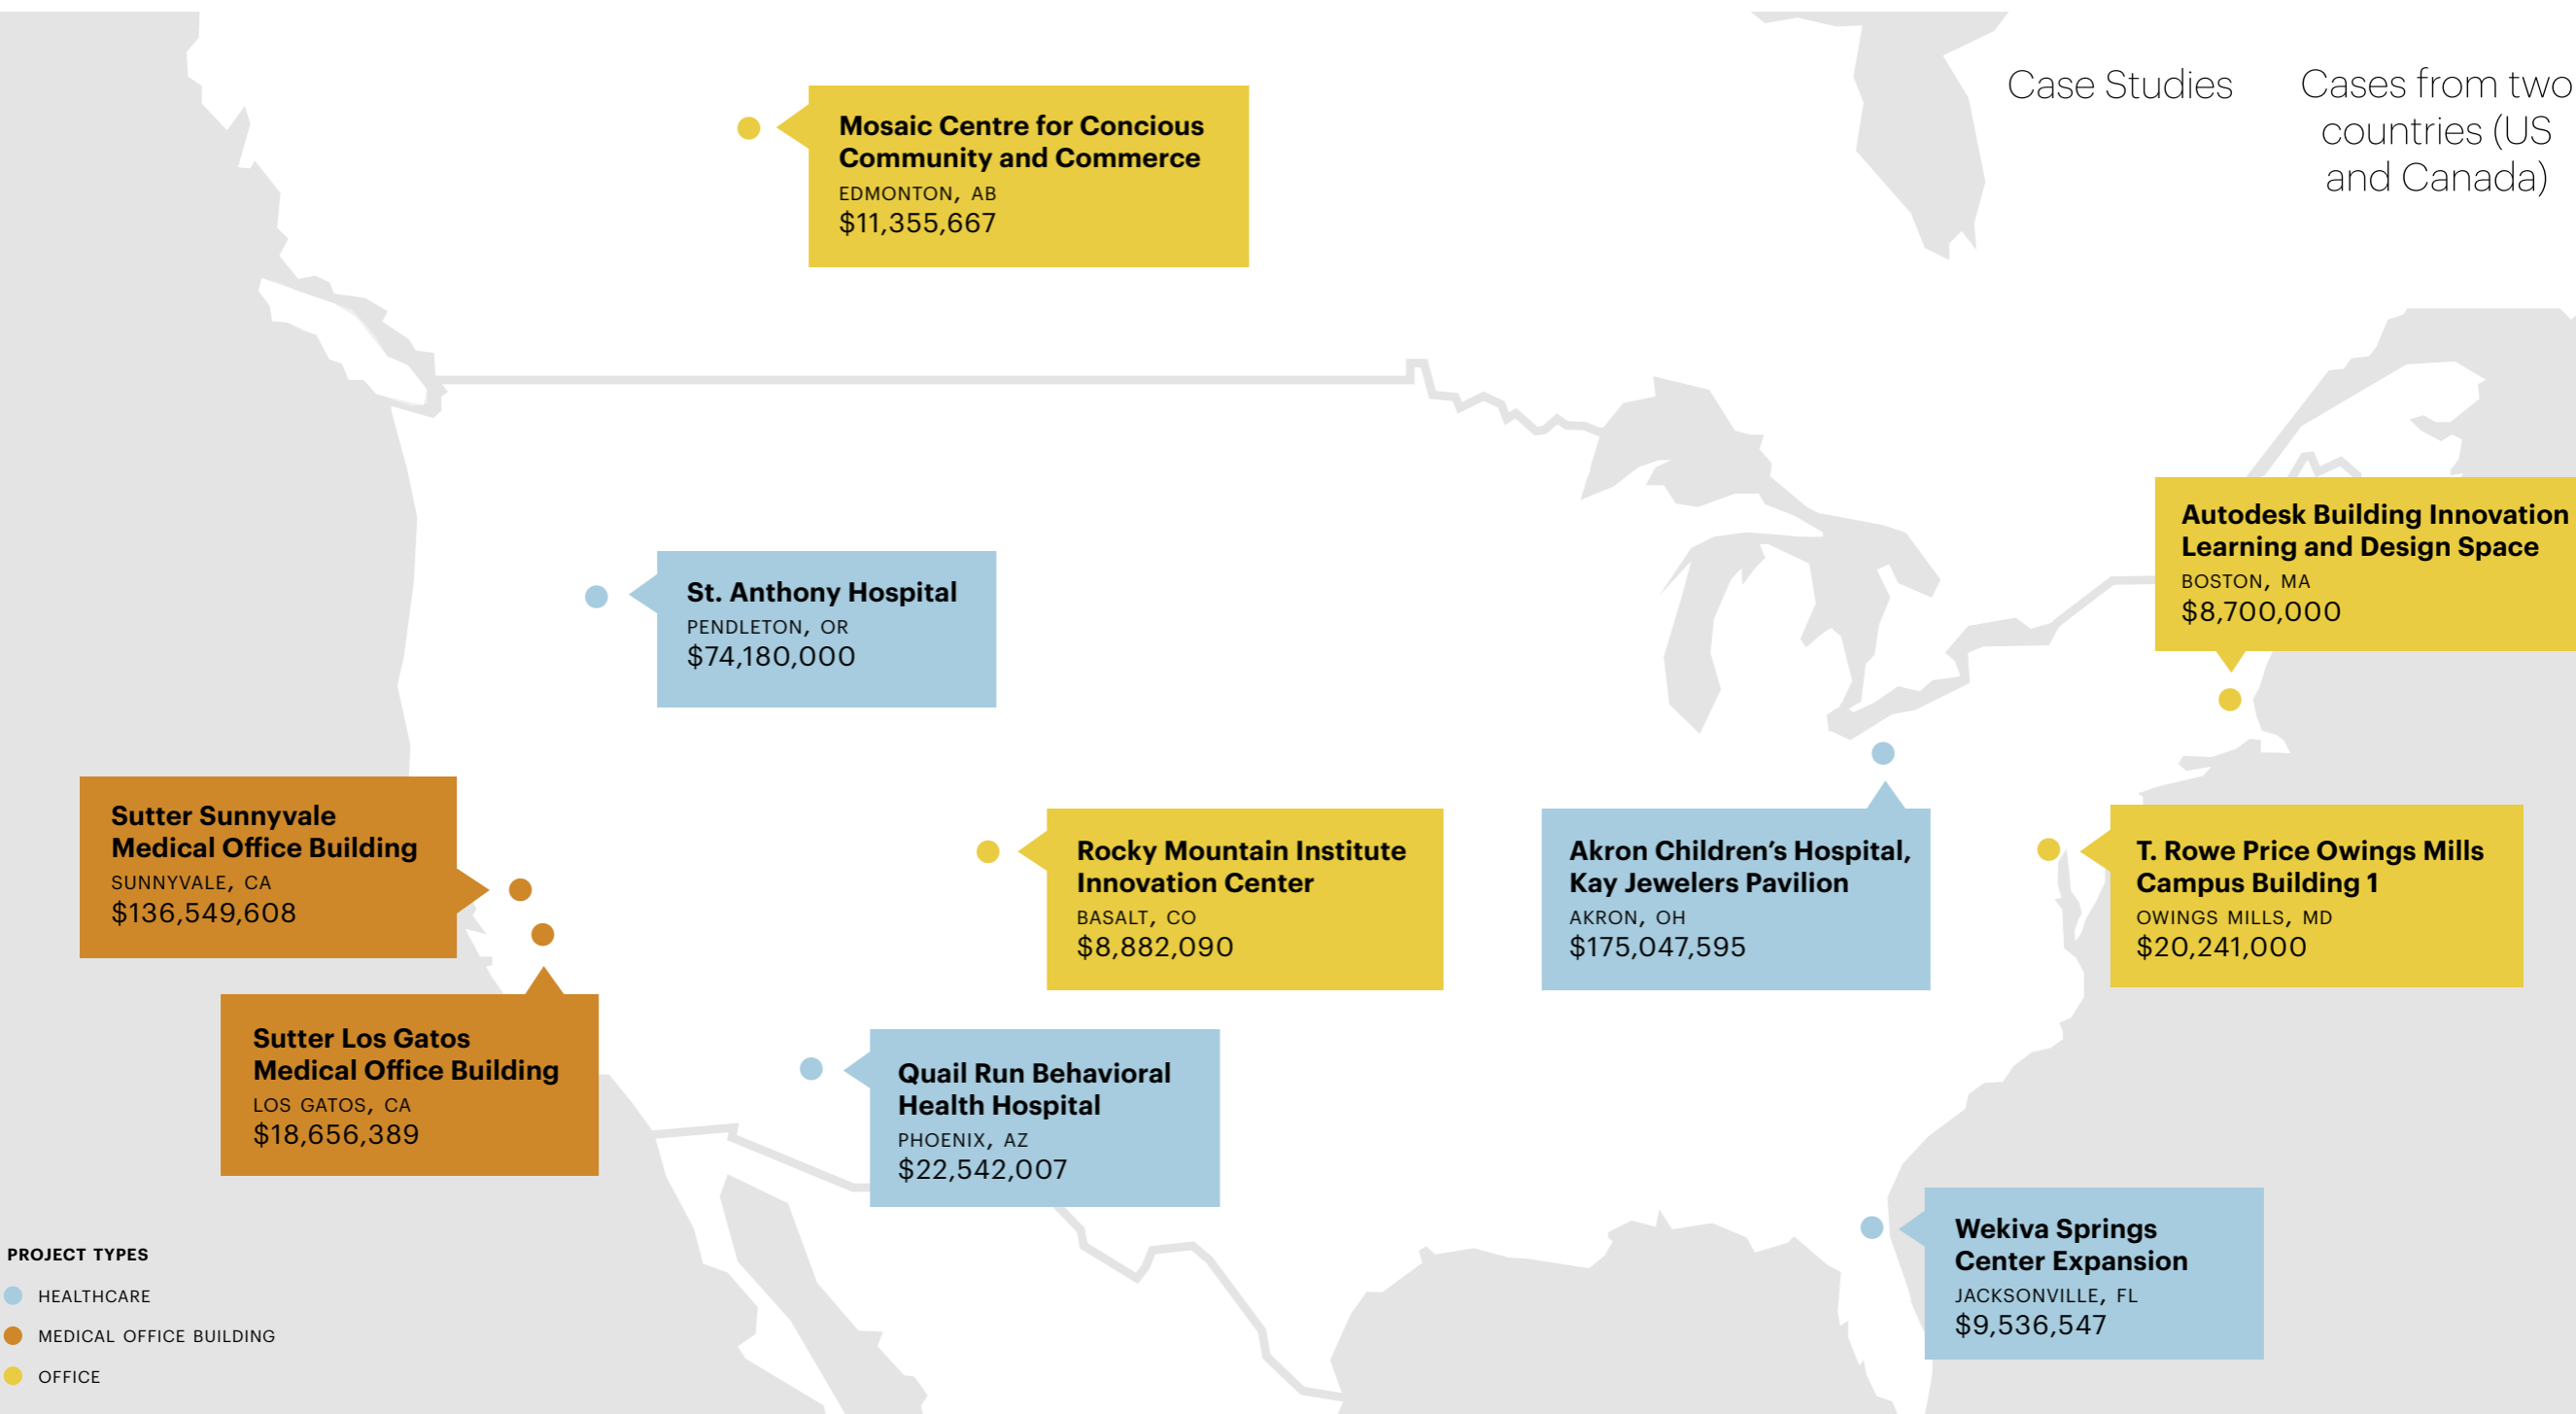 Case Studies
Cases from two
countries (US
and Canada)
Mosaic Centre for Concious
Community and Commerce
EDMONTON, AB
$11,355,667
Autodesk Building Innovation
Learning and Design Space
BOSTON, MA
$8,700,000
St. Anthony Hospital
PENDLETON, OR
$74,180,000
Sutter Sunnyvale
Medical Office Building
SUNNYVALE, CA
$136,549,608
Rocky Mountain Institute
Innovation Center
BASALT, CO
$8,882,090
Akron Children’s Hospital,
Kay Jewelers Pavilion
AKRON, OH
$175,047,595
T. Rowe Price Owings Mills
Campus Building 1
OWINGS MILLS, MD
$20,241,000
Sutter Los Gatos
Medical Office Building
LOS GATOS, CA
$18,656,389
Quail Run Behavioral
Health Hospital
PHOENIX, AZ
$22,542,007
Wekiva Springs
Center Expansion
JACKSONVILLE, FL
$9,536,547
PROJECT TYPES
HEALTHCARE
MEDICAL OFFICE BUILDING
OFFICE